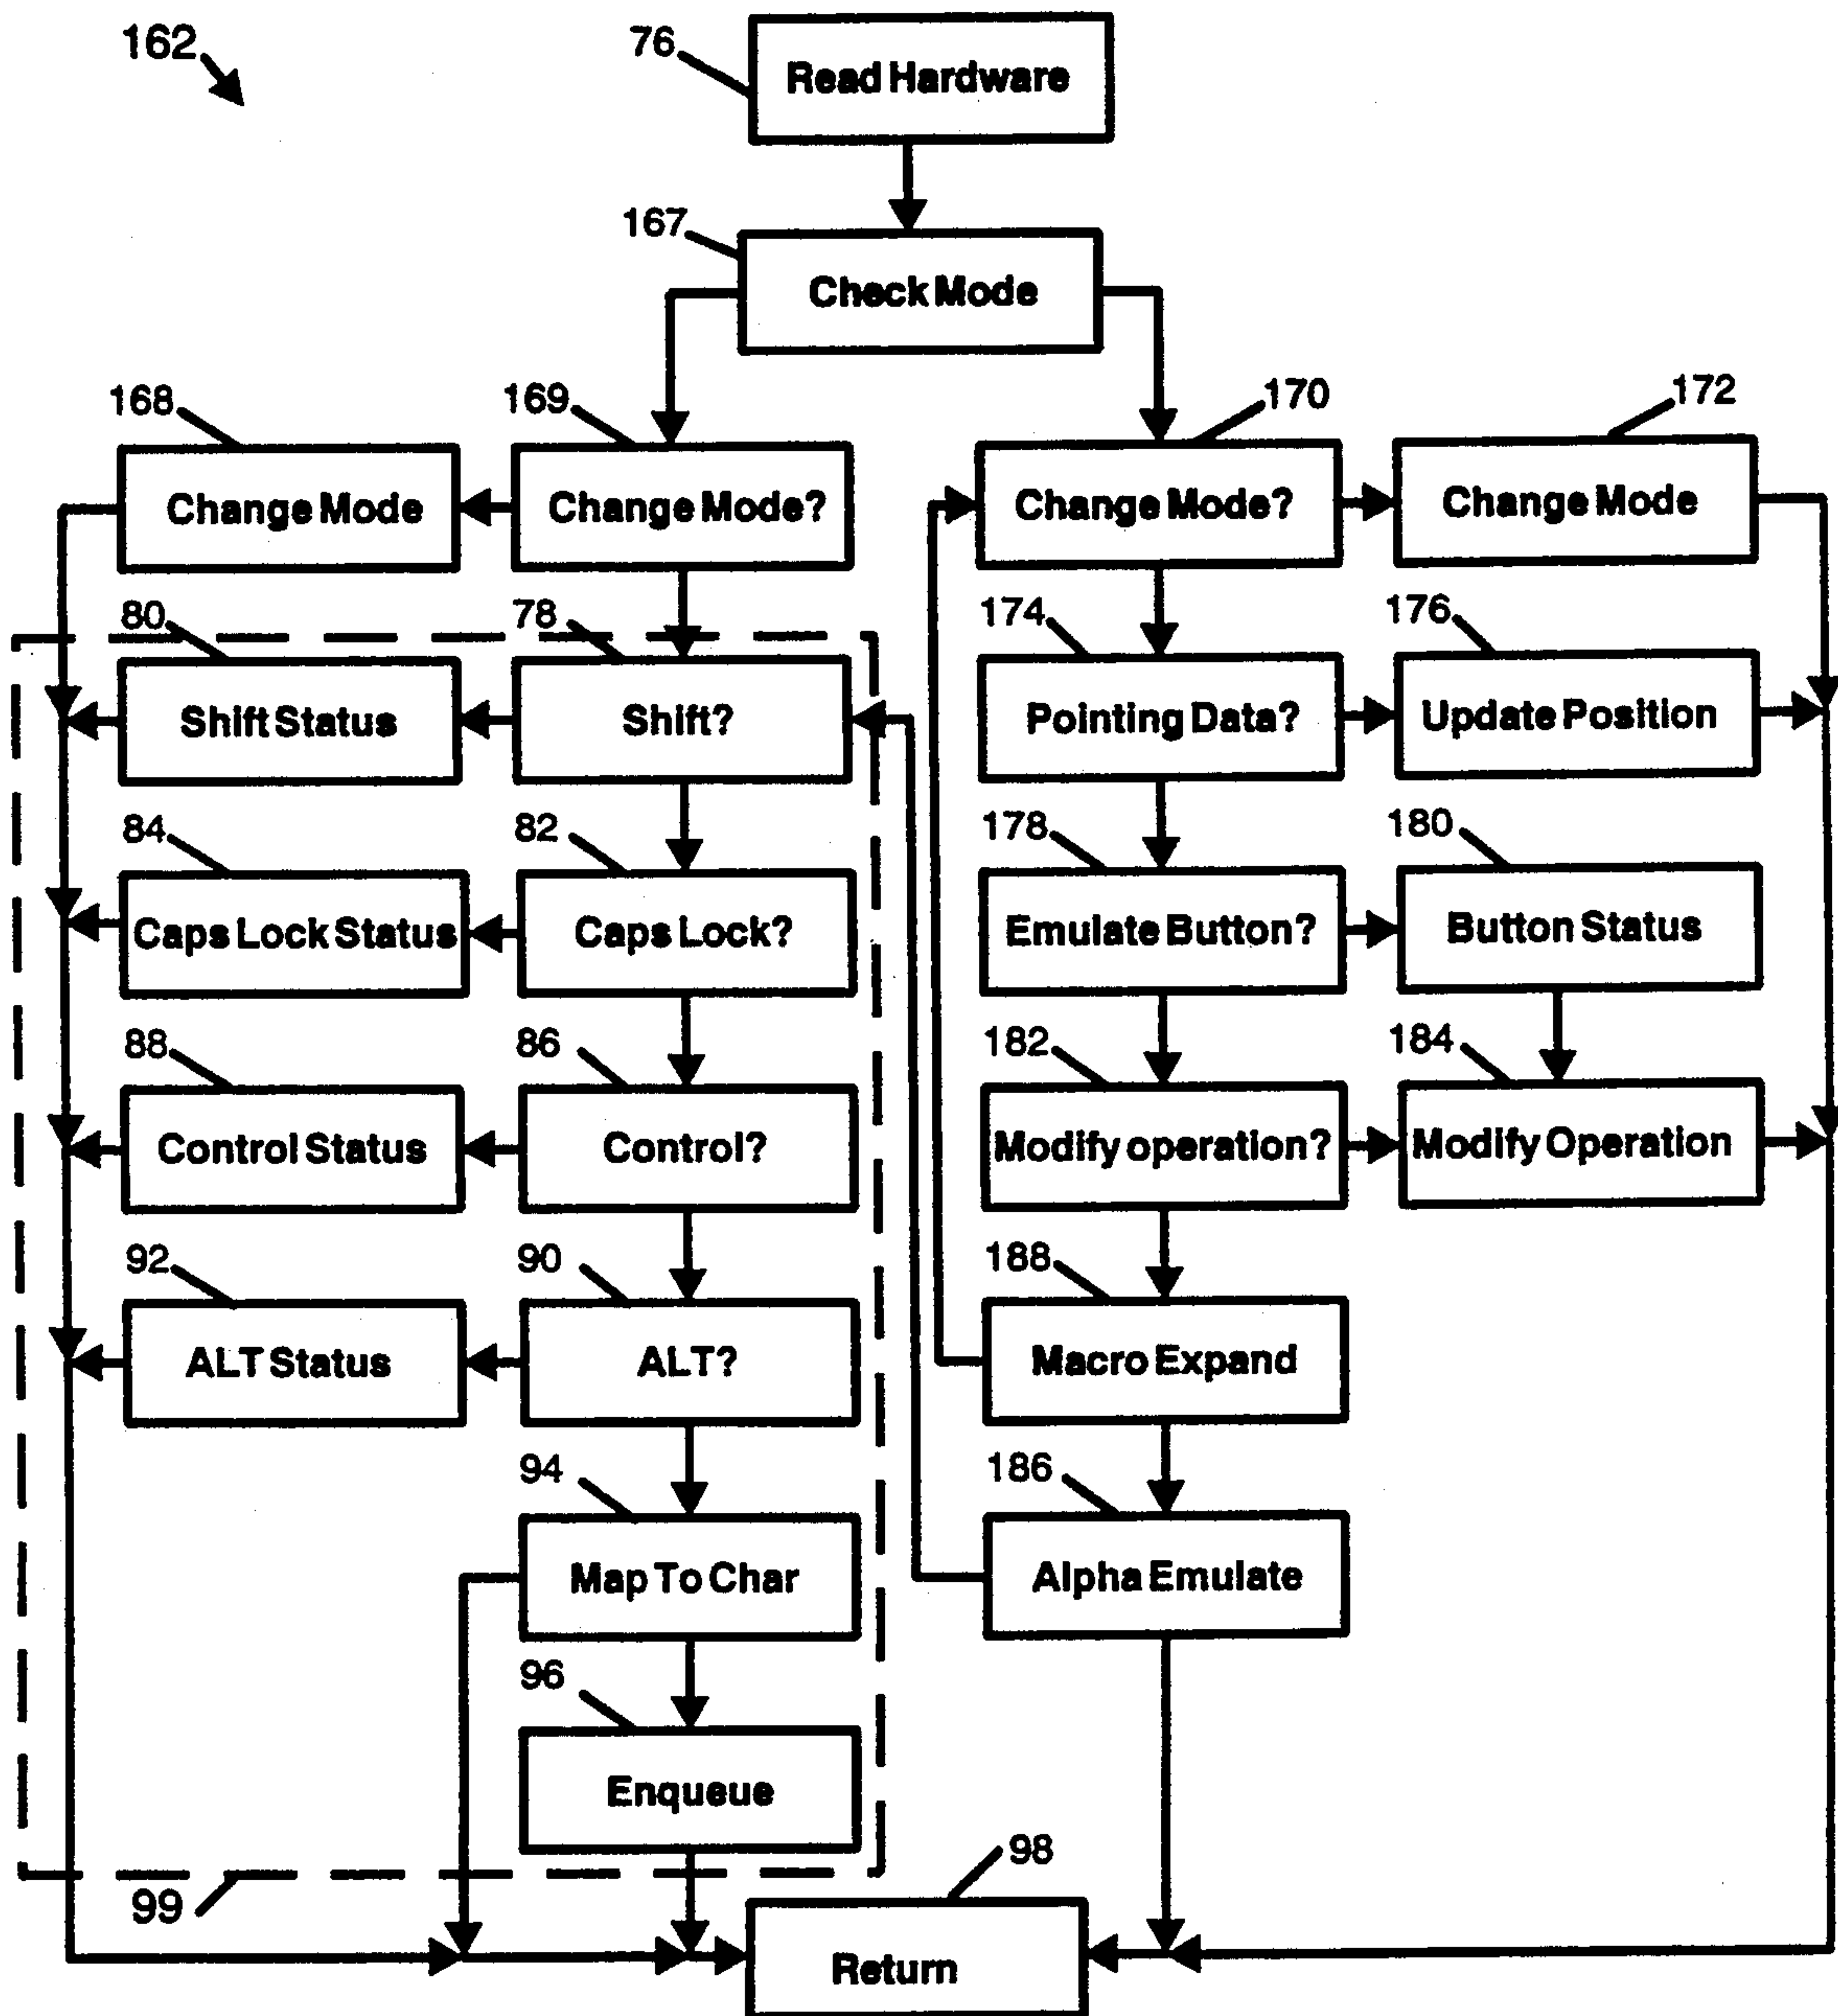 162
76
Read Hardware
167
Check Mode
168
169
170
172
Change Mode
Change Mode?
Change Mode?
Change Mode
80
78
174
176
Shift Status
Shift?
Pointing Data?
Update Position
84
82
178
180
Caps Lock Status
Caps Lock?
Emulate Button?
Button Status
88
86
182
184
Control Status
Control?
Modify operation?
Modify Operation
92
90
188
ALT Status
ALT?
Macro Expand
94
186
Map To Char
Alpha Emulate
96
Enqueue
98
99
Return